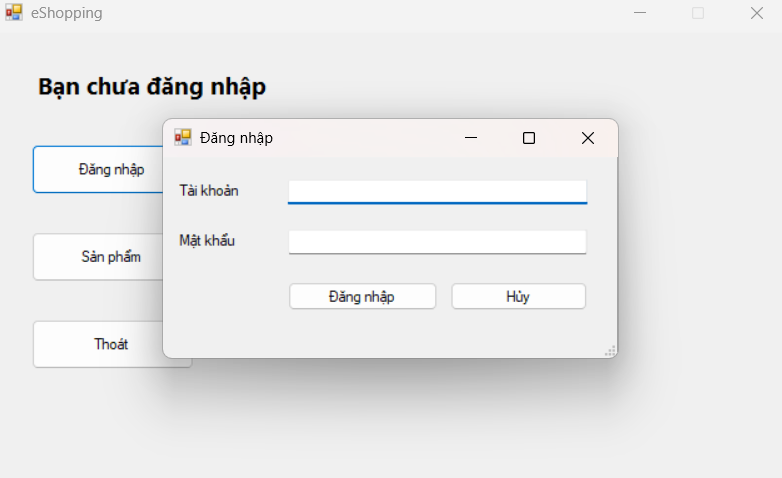 eShopping
Bạn chưa đăng nhập
Đăng nhập
Sản phẩm
Thoát
Đăng nhập
Tài khoản
Mật khẩu
Đăng nhập
Hủy